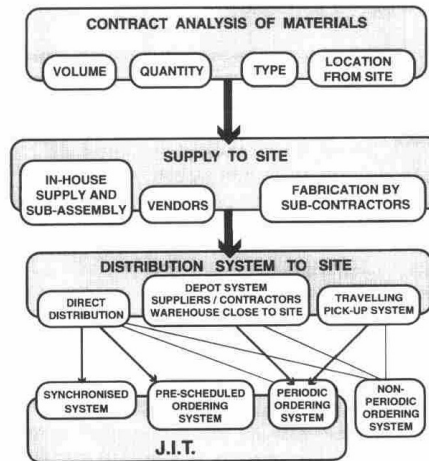 CONTRACT ANALYSIS OF MATERIALS
VOLUME
QUANTITY
TYPE
LOCATION
FROM SITE
SUPPLY TO SITE
IN-HOUSE
SUPPLY AND
SUB-ASSEMBLY
VENDORS
FABRICATION BY
SUB-CONTRACTORS
DISTRIBUTION SYSTEM TO SITE
DIRECT
DISTRIBUTION
DEPOT SYSTEM
SUPPLIERS / CONTRACTORS
WAREHOUSE CLOSE TO SITE
TRAVELLING
PICK-UP SYSTEM
SYNCHRONISED
SYSTEM
PRE-SCHEDULED
ORDERING
SYSTEM
PERIODIC
ORDERING
SYSTEM
NON-
PERIODIC
ORDERING
SYSTEM
J.I.T.